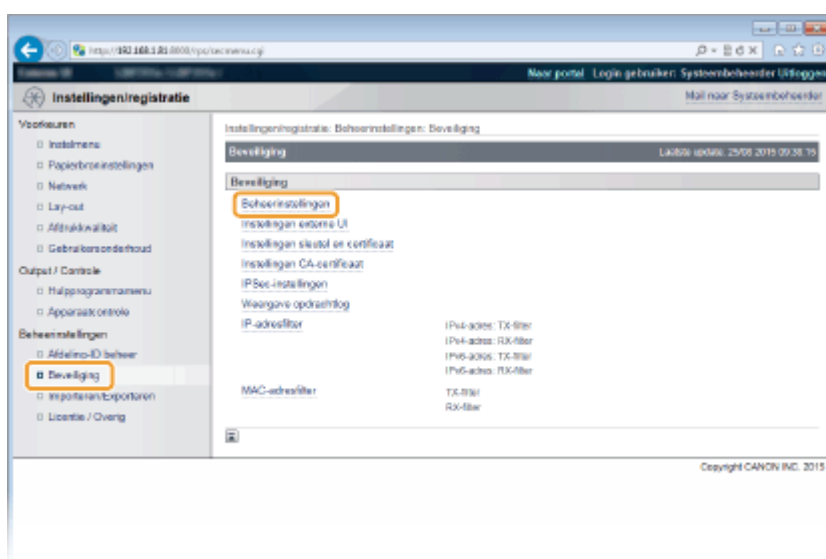 Naar portal Login gebruiker: Systeembeheerder Uitloggen
Instellingen/registratie
Mail naar Systeembeheerder
Voorkeuren
Instelmenu
Papierbroninstellingen
Netwerk
Lay-out
Afdrukkwaliteit
Gebruikersonderhoud
Output / Controle
Hulpprogrammamenu
Apparaatcontrole
Beheerinstellingen
Afdelings-ID beheer
Beveiliging
Importeren/Exporteren
Licentie / Overig
Instellingen/registratie: Beheerinstellingen: Beveiliging
Beveiliging
Laatste update: 25/08 2015 09:38:15
Beveiliging
Beheerinstellingen
Instellingen externe UI
Instellingen sleutel en certificaat
Instellingen CA-certificaat
IPSec-instellingen
Weergave opdrachtlog
IP-adresfilter
IPv4-adres: TX-filter
IPv4-adres: RX-filter
IPv6-adres: TX-filter
IPv6-adres: RX-filter
MAC-adresfilter
TX-filter
RX-filter
Copyright CANON INC. 2015